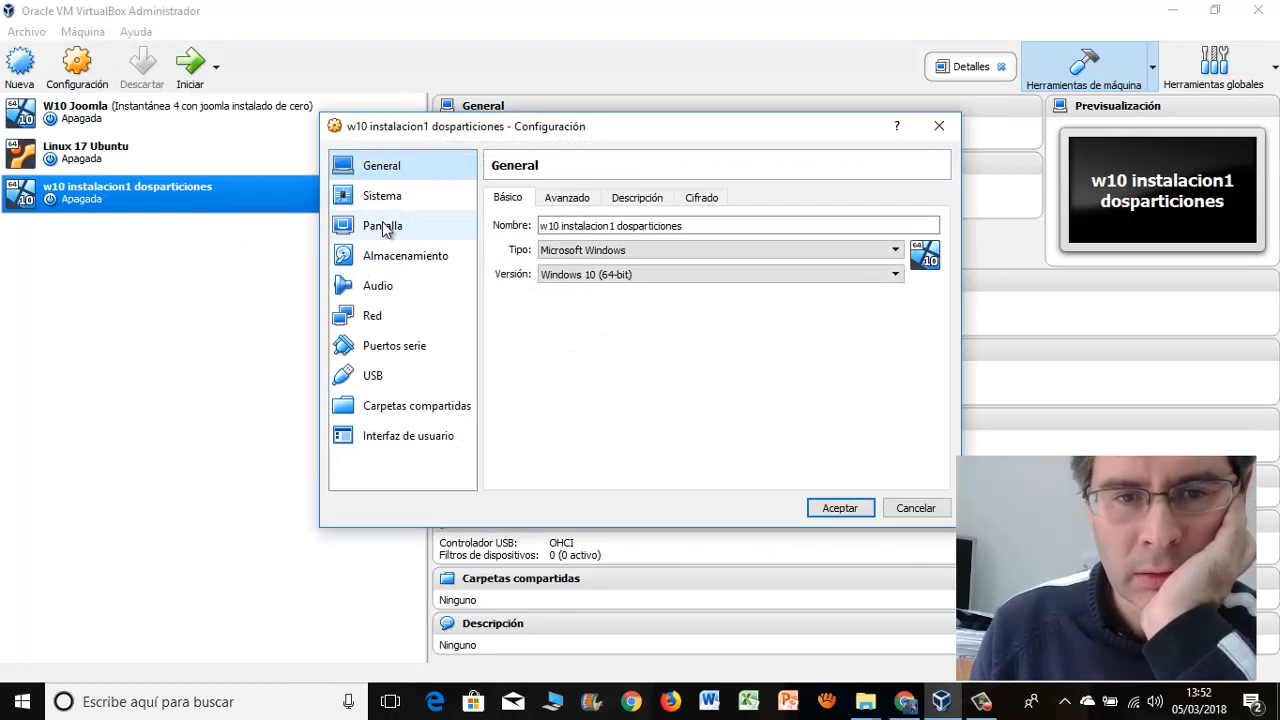 Oracle VM VirtualBox Administrador
Archivo Máquina Ayuda
Nueva Configuración Descartar Iniciar
Detalles
Herramientas de máquina Herramientas globales
W10 Joomla (Instantánea 4 con joomla instalado de cero)
Apagada
Linux 17 Ubuntu
Apagada
w10 instalacion1 dosparticiones
Apagada
General
Previsualización
w10 instalacion1
dosparticiones
w10 instalacion1 dosparticiones - Configuración
?
General
Sistema
Pantalla
Almacenamiento
Audio
Red
Puertos serie
USB
Carpetas compartidas
Interfaz de usuario
General
Básico Avanzado Descripción Cifrado
Nombre: w10 instalacion1 dosparticiones
Tipo: Microsoft Windows
Versión: Windows 10 (64-bit)
Aceptar Cancelar
Controlador USB: OHCI
Filtros de dispositivos: 0 (0 activo)
Carpetas compartidas
Ninguno
Descripción
Ninguno
Escribe aquí para buscar
13:52
05/03/2018
2